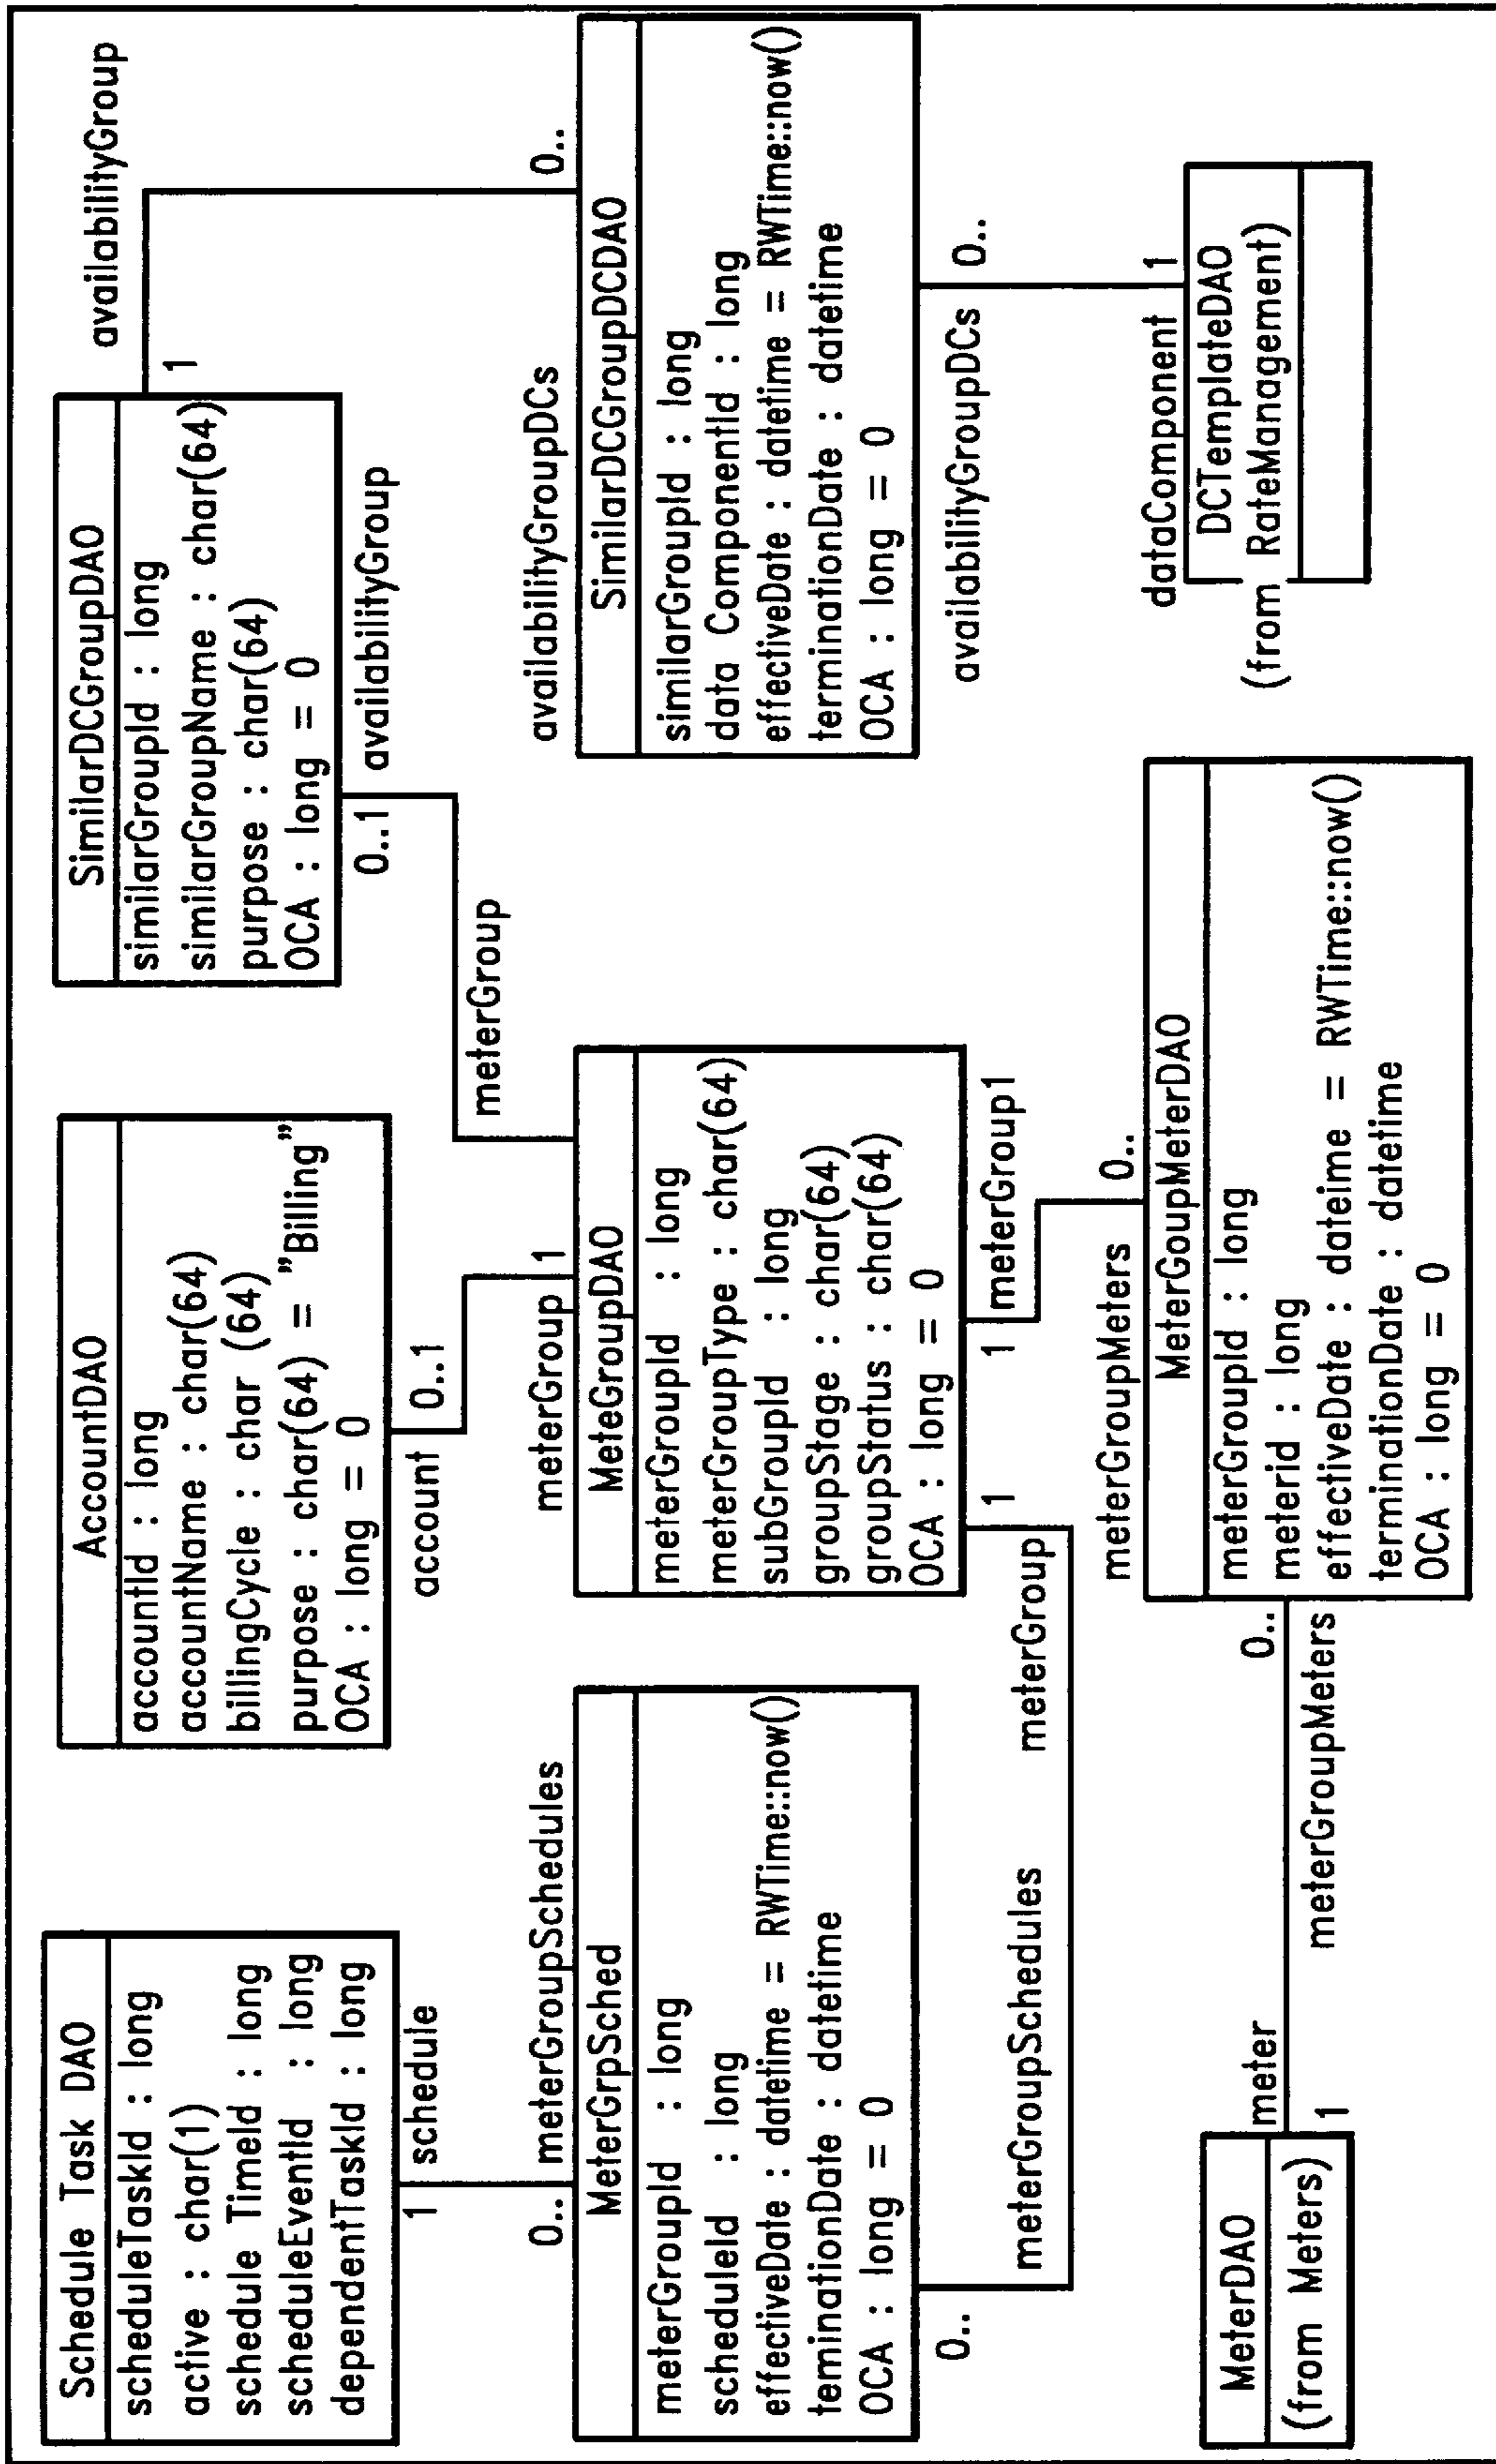 Schedule Task DAO
scheduleTaskId : long
active : char(1)
schedule TimeId : long
scheduleEventId : long
dependentTaskId : long
1
schedule
0..
meterGroupSchedules
MeterGrpSched
meterGroupId : long
scheduleId : long
effectiveDate : datetime = RWTime::now()
terminationDate : datetime
OCA : long = 0
0..
meterGroupSchedules
meterGroup
1
AccountDAO
accountId : long
accountName : char(64)
billingCycle : char (64)
purpose : char(64) = "Billing"
OCA : long = 0
account
0..1
meterGroup
1
MeteGroupDAO
meterGroupId : long
meterGroupType : char(64)
subGroupId : long
groupStage : char(64)
groupStatus : char(64)
OCA : long = 0
1
meterGroup1
meterGroupMeters
0..
MeterGoupMeterDAO
meterGroupId : long
meterid : long
effectiveDate : dateime = RWTime::now()
terminationDate : datetime
OCA : long = 0
0..
meterGroupMeters
meter
1
MeterDAO
(from Meters)
SimilarDCGroupDAO
similarGroupId : long
similarGroupName : char(64)
purpose : char(64)
OCA : long = 0
0..1
availabilityGroup
meterGroup
1
availabilityGroup
availabilityGroupDCs
0..
SimilarDCGroupDCDAO
similarGroupId : long
data ComponentId : long
effectiveDate : datetime = RWTime::now()
terminationDate : datetime
OCA : long = 0
availabilityGroupDCs
0..
dataComponent
1
DCTemplateDAO
(from RateManagement)